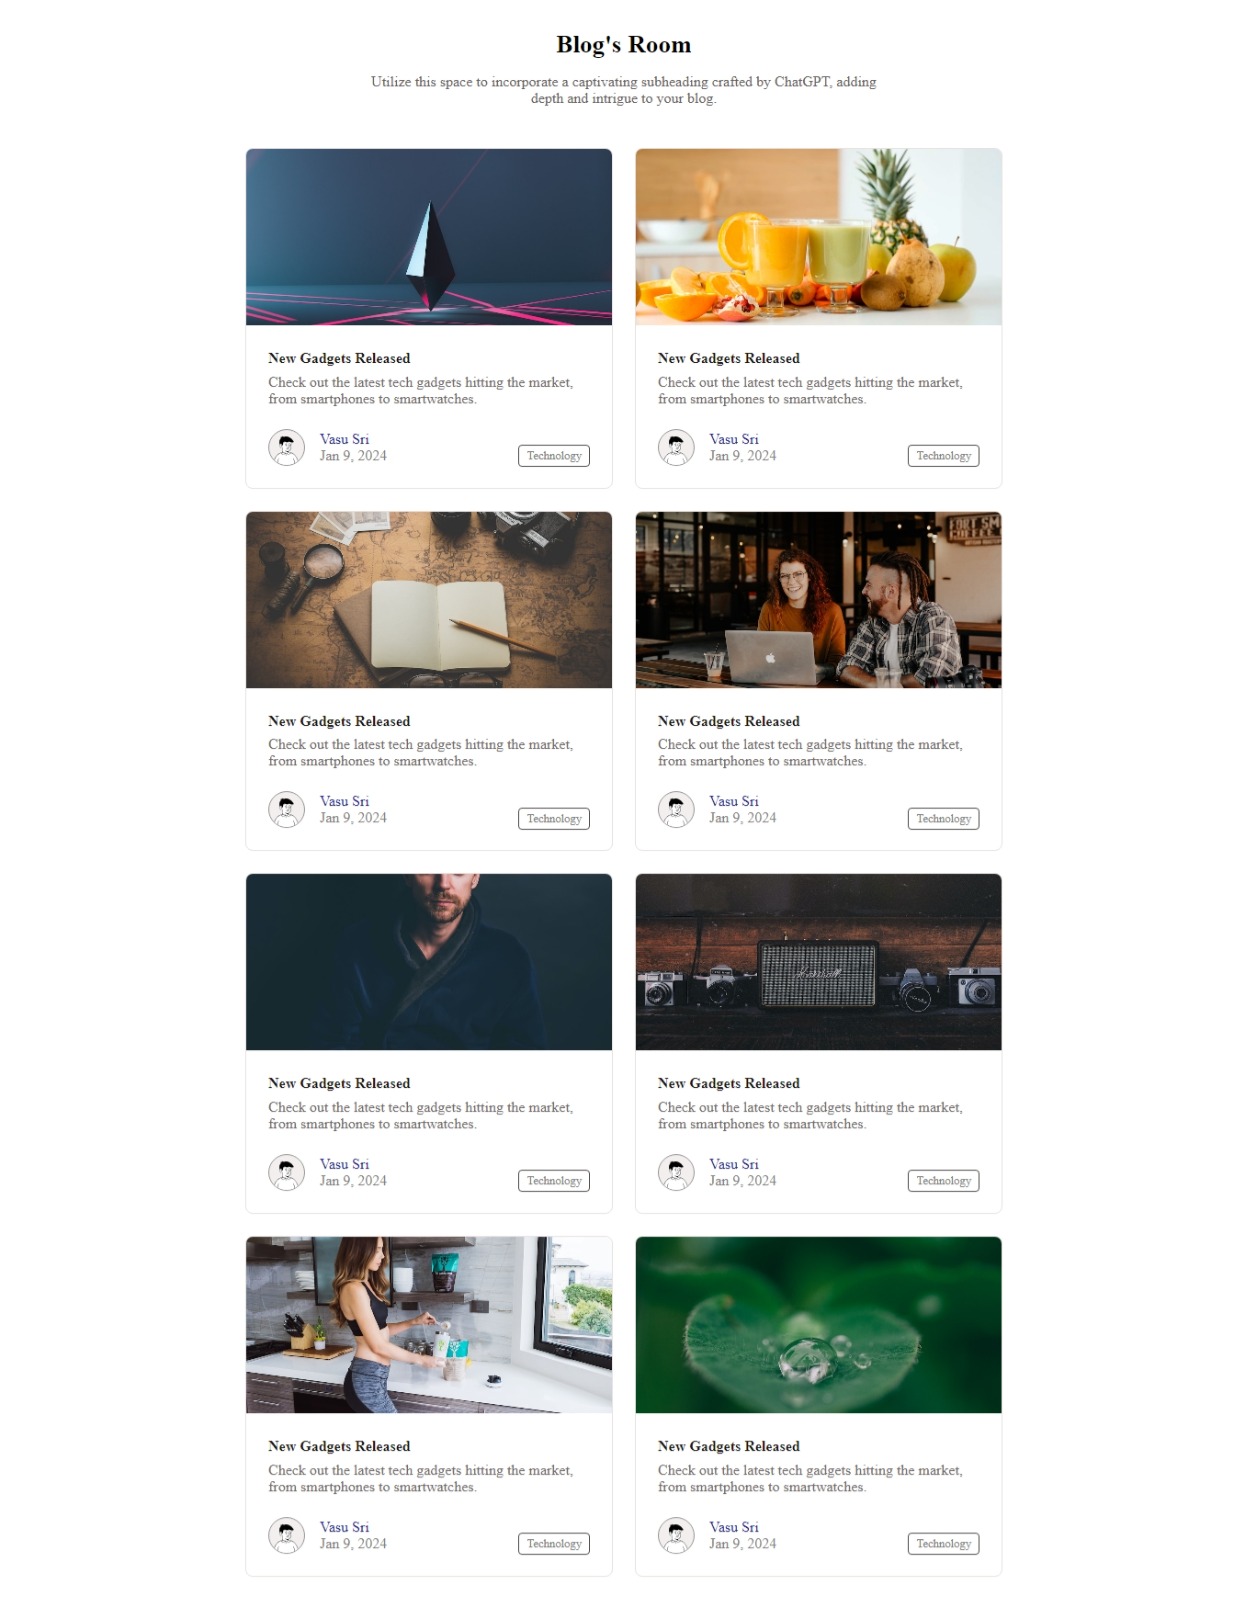 Blog's Room
Utilize this space to incorporate a captivating subheading crafted by ChatGPT, adding
depth and intrigue to your blog.
New Gadgets Released
Check out the latest tech gadgets hitting the market,
from smartphones to smartwatches.
Vasu Sri
Jan 9, 2024
Technology
New Gadgets Released
Check out the latest tech gadgets hitting the market,
from smartphones to smartwatches.
Vasu Sri
Jan 9, 2024
Technology
FORT SM
COFFEE
New Gadgets Released
Check out the latest tech gadgets hitting the market,
from smartphones to smartwatches.
Vasu Sri
Jan 9, 2024
Technology
New Gadgets Released
Check out the latest tech gadgets hitting the market,
from smartphones to smartwatches.
Vasu Sri
Jan 9, 2024
Technology
Marshall
New Gadgets Released
Check out the latest tech gadgets hitting the market,
from smartphones to smartwatches.
Vasu Sri
Jan 9, 2024
Technology
New Gadgets Released
Check out the latest tech gadgets hitting the market,
from smartphones to smartwatches.
Vasu Sri
Jan 9, 2024
Technology
New Gadgets Released
Check out the latest tech gadgets hitting the market,
from smartphones to smartwatches.
Vasu Sri
Jan 9, 2024
Technology
New Gadgets Released
Check out the latest tech gadgets hitting the market,
from smartphones to smartwatches.
Vasu Sri
Jan 9, 2024
Technology